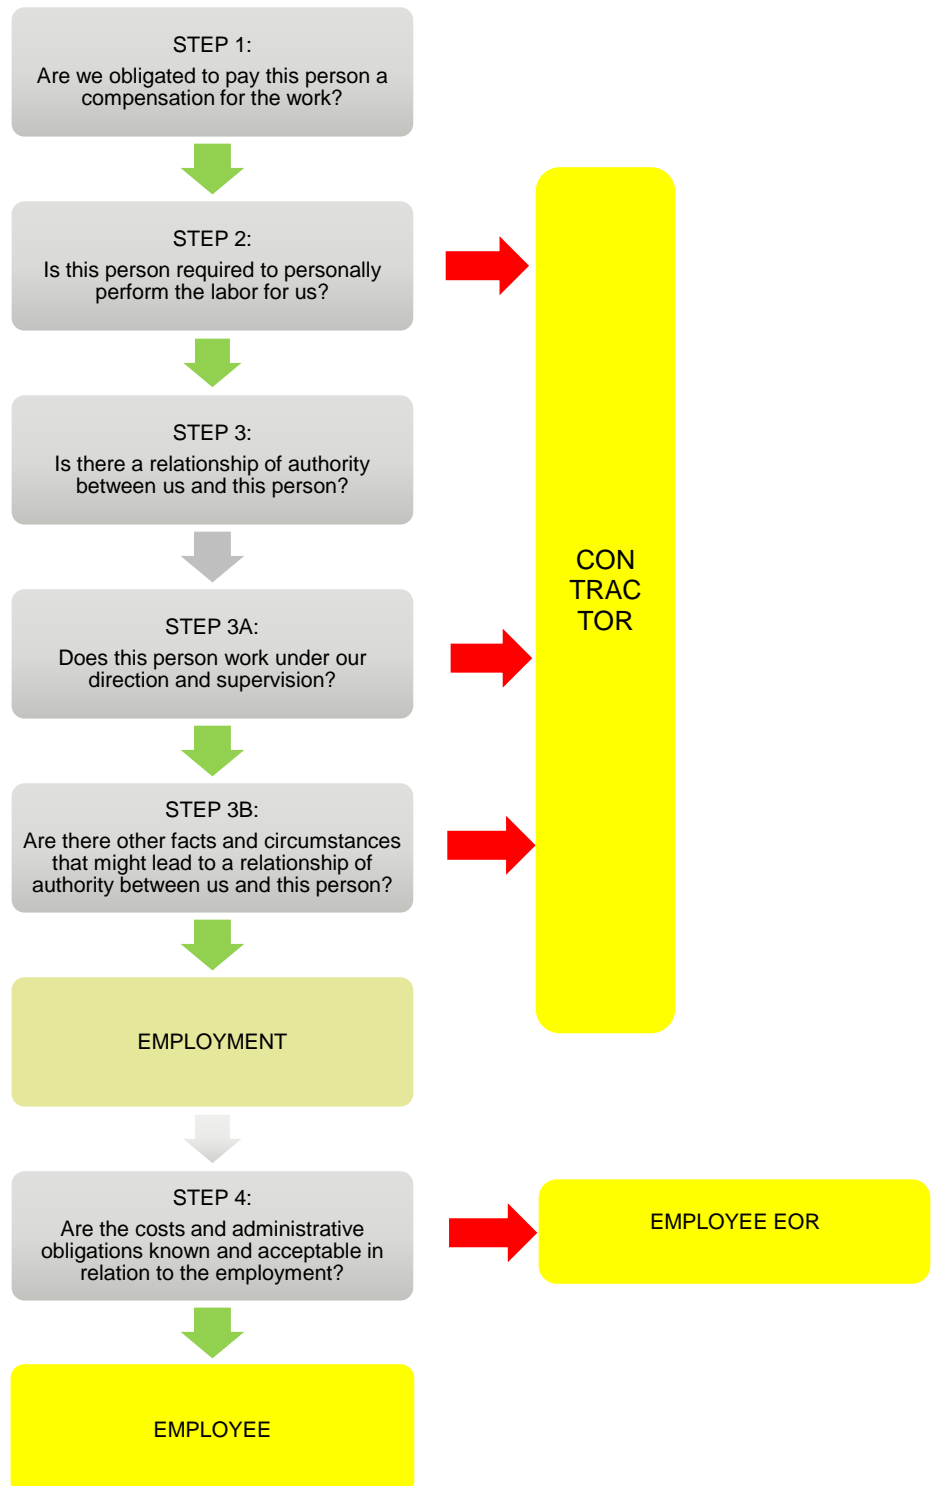 STEP 1:
Are we obligated to pay this person a
compensation for the work?
STEP 2:
Is this person required to personally
perform the labor for us?
STEP 3:
Is there a relationship of authority
between us and this person?
CON
TRAC
TOR
STEP 3A:
Does this person work under our
direction and supervision?
STEP 3B:
Are there other facts and circumstances
that might lead to a relationship of
authority between us and this person?
EMPLOYMENT
STEP 4:
Are the costs and administrative
obligations known and acceptable in
relation to the employment?
EMPLOYEE EOR
EMPLOYEE